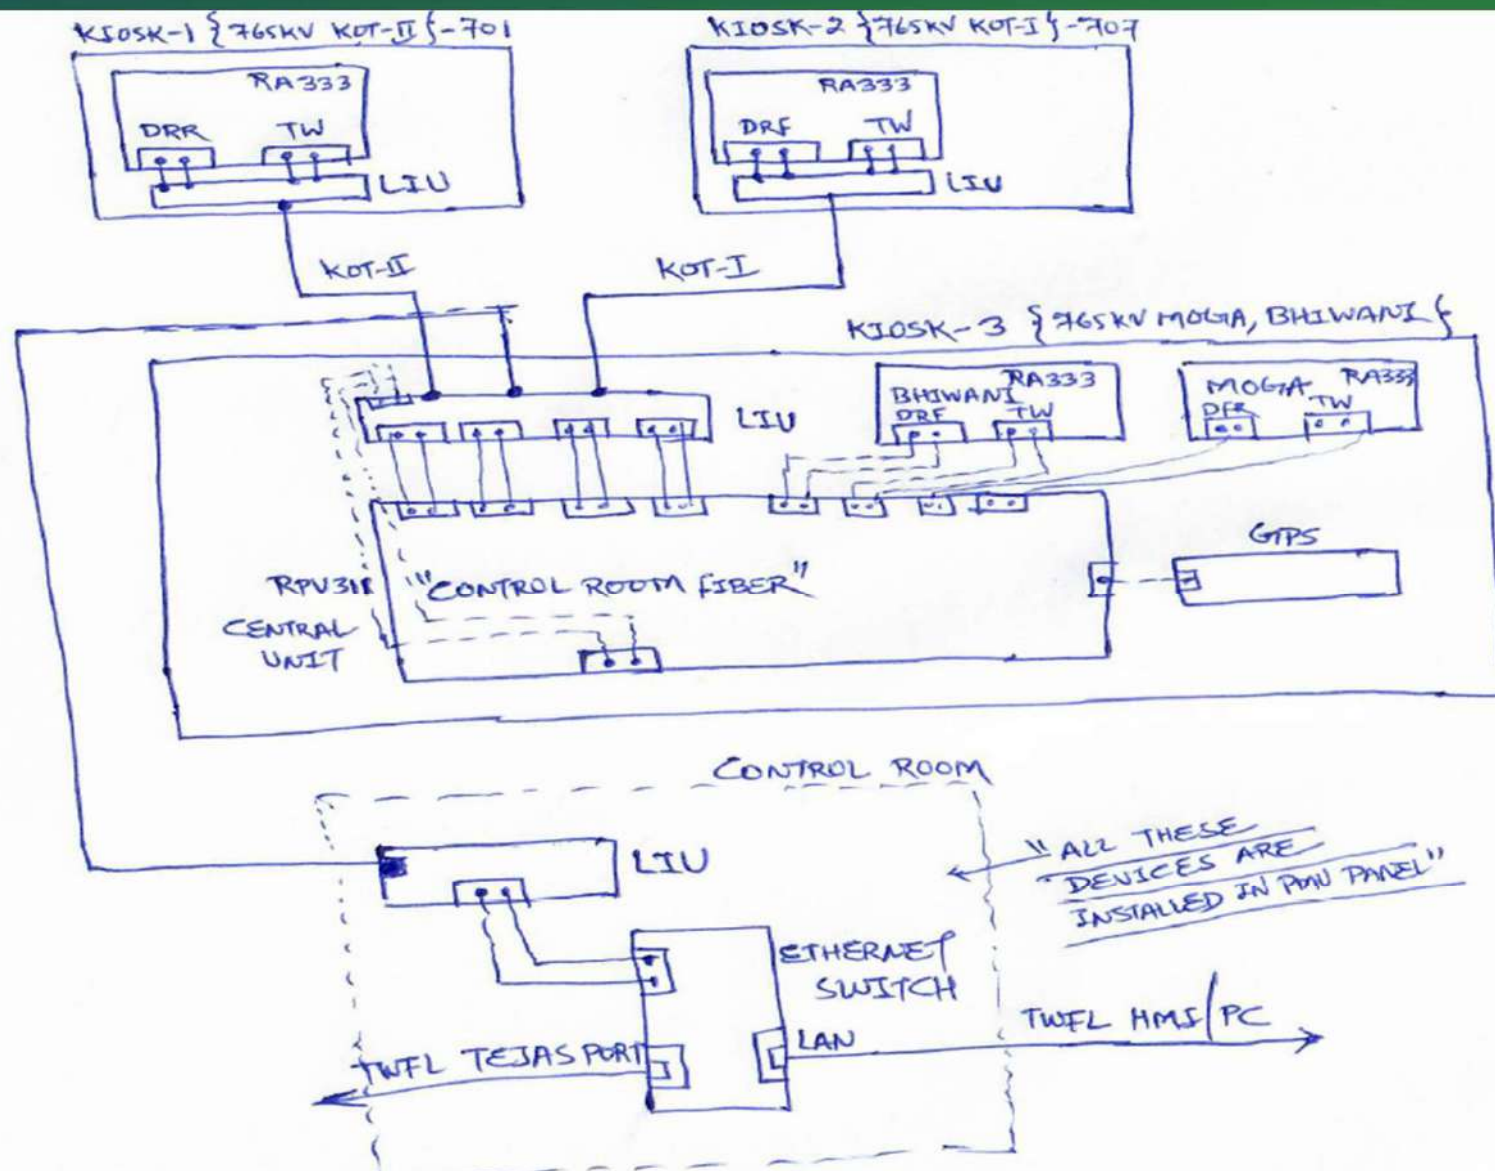 KIOSK-1 {765KV KOT-II}-701
KIOSK-2 {765KV KOT-I}-707
RA333
DRR TW
LIU
RA333
DRF TW
LIU
KOT-II
KOT-I
KIOSK-3 {765KV MOGA, BHIWANI}
LIU
BHIWANI RA333
DRF TW
MOGA RA333
DFR TW
GPS
RPV311
CENTRAL
UNIT
"CONTROL ROOM FIBER"
CONTROL ROOM
LIU
"ALL THESE
DEVICES ARE
INSTALLED IN PMU PANEL"
ETHERNET
SWITCH
LAN
TWFL HMI/PC
TWFL TEJAS PORT